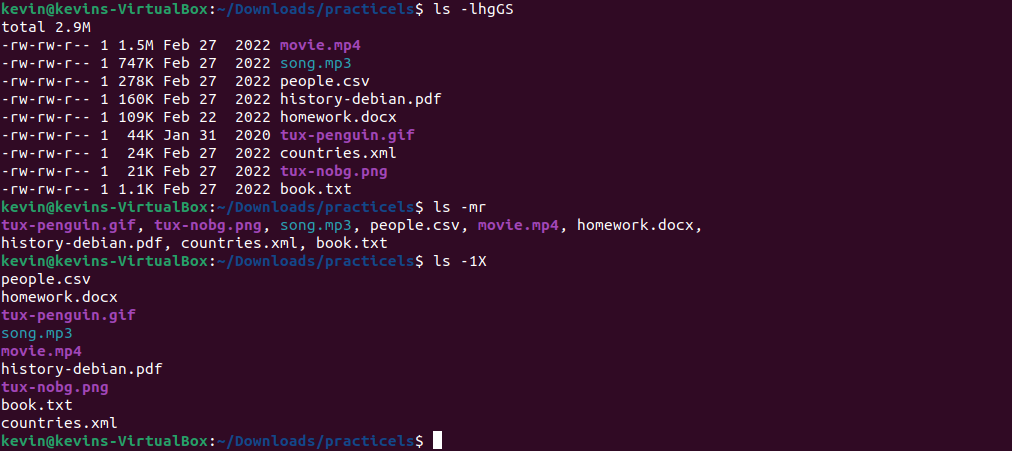 kevin@kevins-VirtualBox:~/Downloads/practicels$ ls -lhgGS
total 2.9M
-rw-rw-r-- 1 1.5M Feb 27  2022 movie.mp4
-rw-rw-r-- 1 747K Feb 27  2022 song.mp3
-rw-rw-r-- 1 278K Feb 27  2022 people.csv
-rw-rw-r-- 1 160K Feb 27  2022 history-debian.pdf
-rw-rw-r-- 1 109K Feb 22  2022 homework.docx
-rw-rw-r-- 1  44K Jan 31  2020 tux-penguin.gif
-rw-rw-r-- 1  24K Feb 27  2022 countries.xml
-rw-rw-r-- 1  21K Feb 27  2022 tux-nobg.png
-rw-rw-r-- 1 1.1K Feb 27  2022 book.txt
kevin@kevins-VirtualBox:~/Downloads/practicels$ ls -mr
tux-penguin.gif, tux-nobg.png, song.mp3, people.csv, movie.mp4, homework.docx,
history-debian.pdf, countries.xml, book.txt
kevin@kevins-VirtualBox:~/Downloads/practicels$ ls -1X
people.csv
homework.docx
tux-penguin.gif
song.mp3
movie.mp4
history-debian.pdf
tux-nobg.png
book.txt
countries.xml
kevin@kevins-VirtualBox:~/Downloads/practicels$